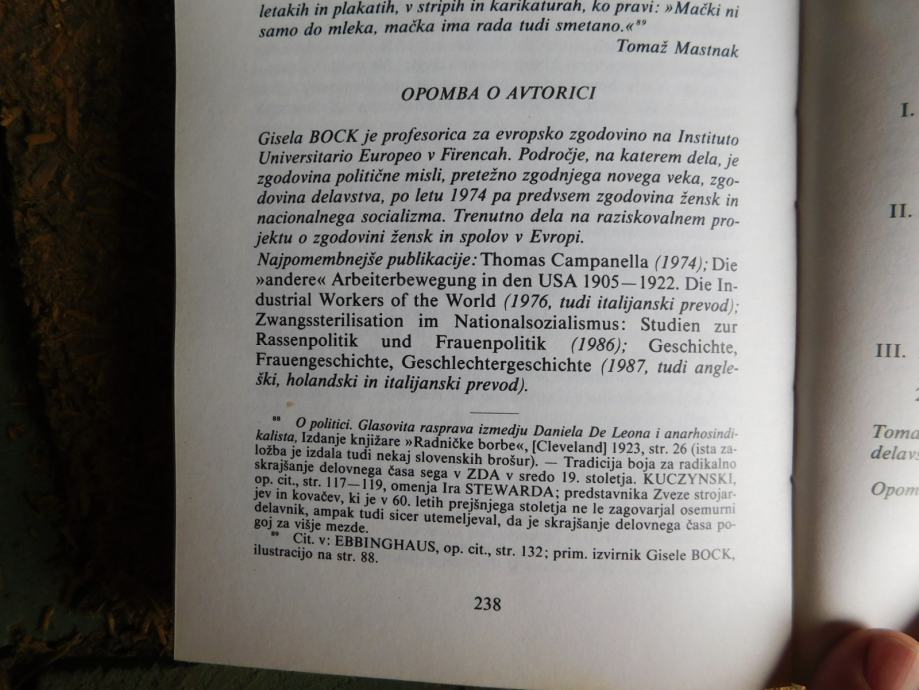 letakih in plakatih, v stripih in karikaturah, ko pravi: »Mački ni
samo do mleka, mačka ima rada tudi smetano.«⁸⁹
Tomaž Mastnak
OPOMBA O AVTORICI
Gisela BOCK je profesorica za evropsko zgodovino na Instituto
Universitario Europeo v Firencah. Področje, na katerem dela, je
zgodovina politične misli, pretežno zgodnjega novega veka, zgo-
dovina delavstva, po letu 1974 pa predvsem zgodovina žensk in
nacionalnega socializma. Trenutno dela na raziskovalnem pro-
jektu o zgodovini žensk in spolov v Evropi.
Najpomembnejše publikacije: Thomas Campanella (1974); Die
»andere« Arbeiterbewegung in den USA 1905—1922. Die In-
dustrial Workers of the World (1976, tudi italijanski prevod);
Zwangssterilisation im Nationalsozialismus: Studien zur
Rassenpolitik und Frauenpolitik (1986); Geschichte,
Frauengeschichte, Geschlechtergeschichte (1987, tudi angle-
ški, holandski in italijanski prevod).
⁸⁸ O politici. Glasovita rasprava izmedju Daniela De Leona i anarhosindi-
kalista, Izdanje knjižare »Radničke borbe«, [Cleveland] 1923, str. 26 (ista za-
ložba je izdala tudi nekaj slovenskih brošur). — Tradicija boja za radikalno
skrajšanje delovnega časa sega v ZDA v sredo 19. stoletja. KUCZYNSKI,
op. cit., str. 117—119, omenja Ira STEWARDA; predstavnika Zveze strojar-
jev in kovačev, ki je v 60. letih prejšnjega stoletja ne le zagovarjal osemurni
delavnik, ampak tudi sicer utemeljeval, da je skrajšanje delovnega časa po-
goj za višje mezde.
⁸⁹ Cit. v: EBBINGHAUS, op. cit., str. 132; prim. izvirnik Gisele BOCK,
ilustracijo na str. 88.
238
I.
II.
III.
2
Toma
delavs
Opom